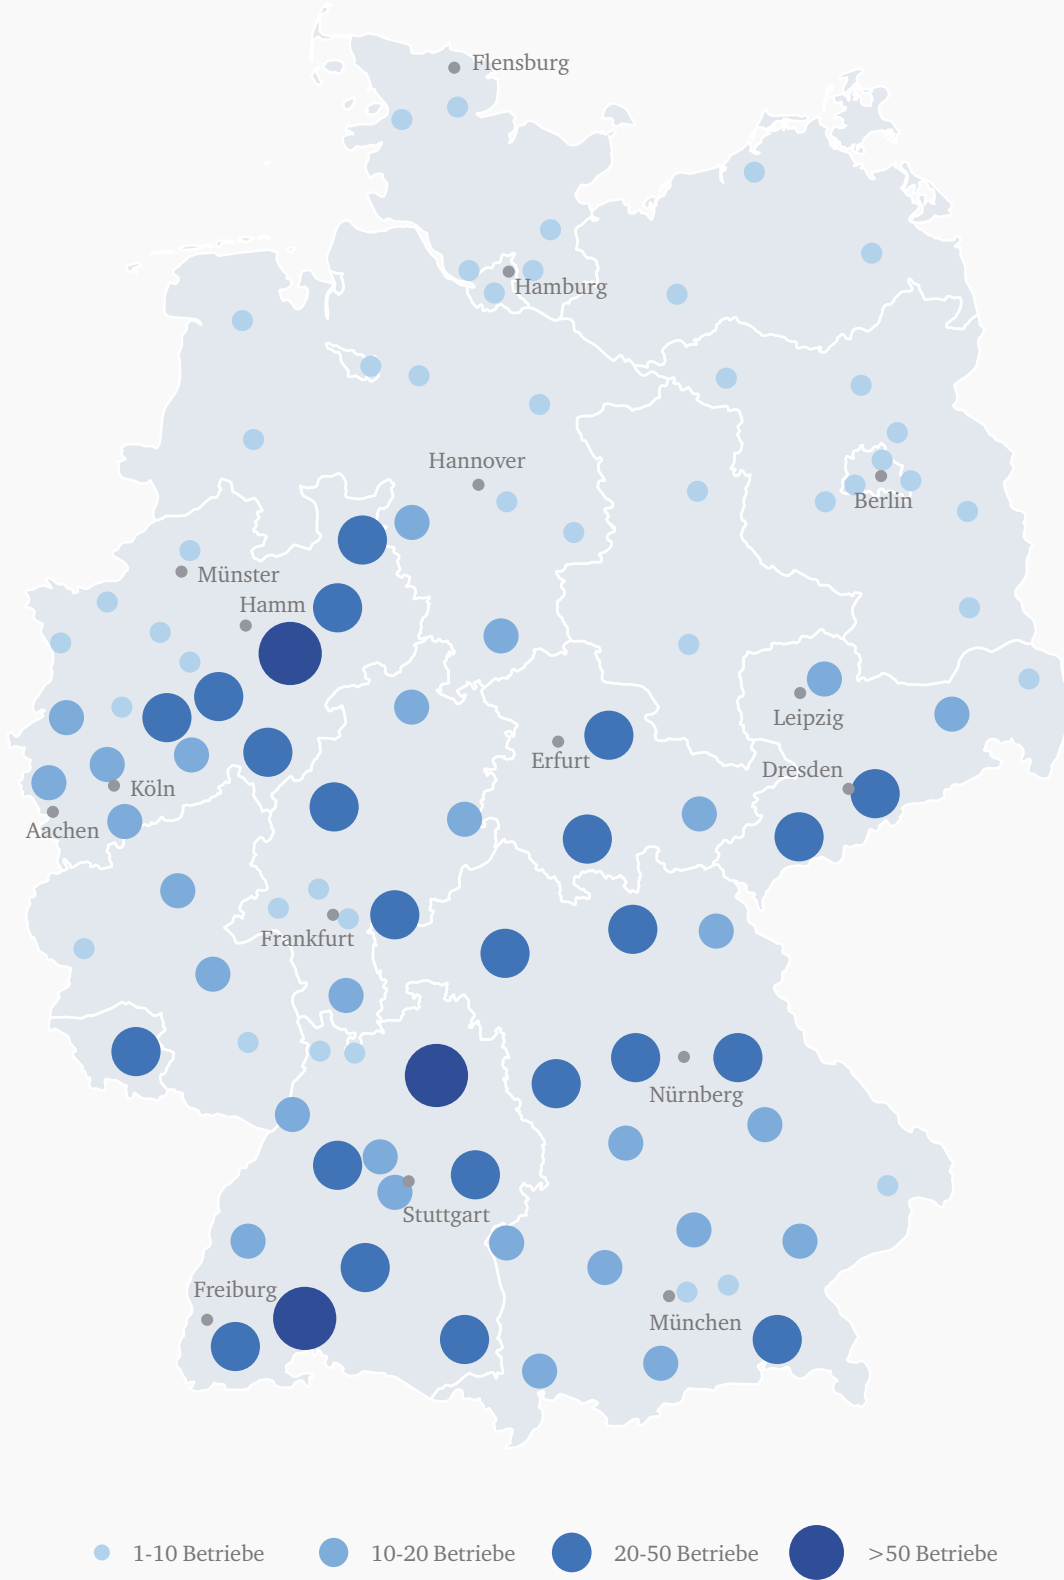 Flensburg
Hamburg
Hannover
Berlin
Münster
Hamm
Leipzig
Erfurt
Dresden
Köln
Aachen
Frankfurt
Nürnberg
Stuttgart
Freiburg
München
1-10 Betriebe
10-20 Betriebe
20-50 Betriebe
>50 Betriebe